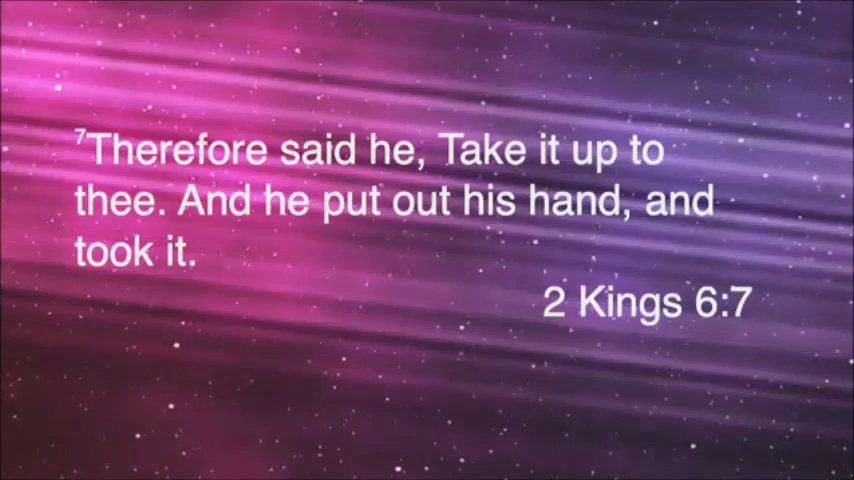 ⁷Therefore said he, Take it up to
thee. And he put out his hand, and
took it.
2 Kings 6:7